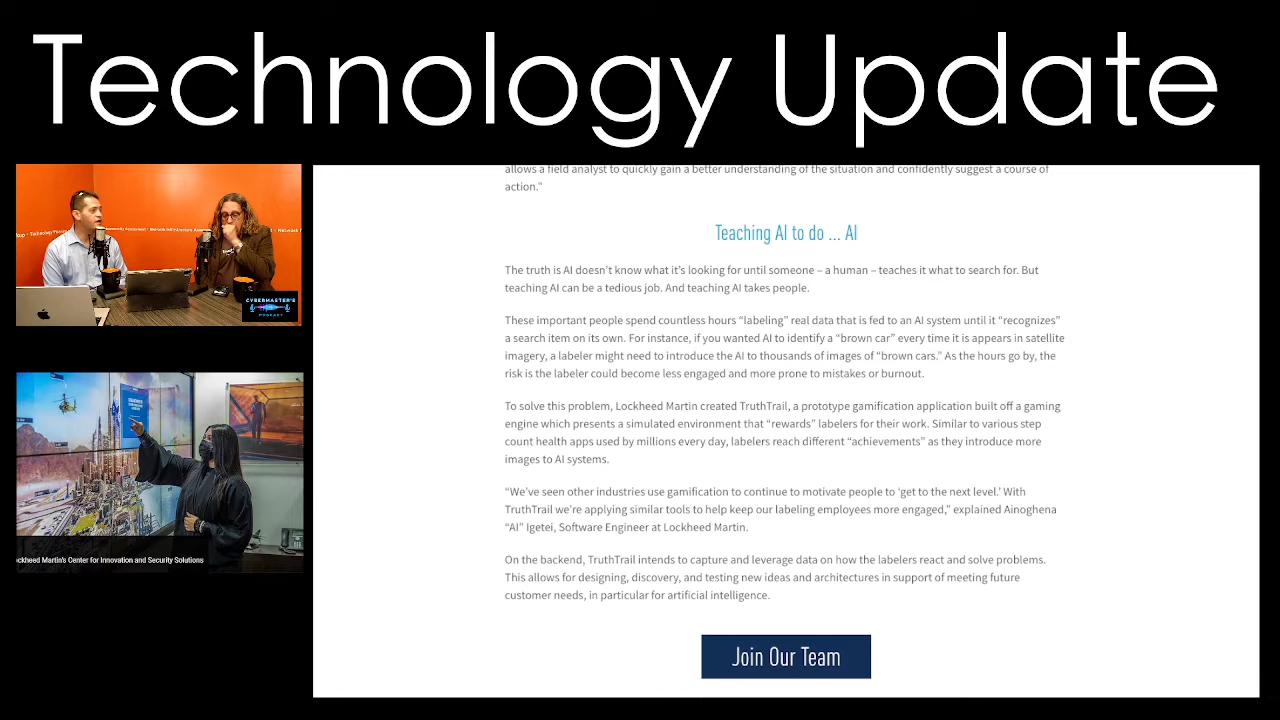 Technology Update
CYBERMASTER'S
PODCAST
Lockheed Martin's Center for Innovation and Security Solutions
allows a field analyst to quickly gain a better understanding of the situation and confidently suggest a course of
action."
Teaching AI to do ... AI
The truth is AI doesn't know what it's looking for until someone – a human – teaches it what to search for. But
teaching AI can be a tedious job. And teaching AI takes people.
These important people spend countless hours "labeling" real data that is fed to an AI system until it "recognizes"
a search item on its own. For instance, if you wanted AI to identify a "brown car" every time it is appears in satellite
imagery, a labeler might need to introduce the AI to thousands of images of "brown cars." As the hours go by, the
risk is the labeler could become less engaged and more prone to mistakes or burnout.
To solve this problem, Lockheed Martin created TruthTrail, a prototype gamification application built off a gaming
engine which presents a simulated environment that "rewards" labelers for their work. Similar to various step
count health apps used by millions every day, labelers reach different "achievements" as they introduce more
images to AI systems.
"We've seen other industries use gamification to continue to motivate people to 'get to the next level.' With
TruthTrail we're applying similar tools to help keep our labeling employees more engaged," explained Ainoghena
"AI" Igetei, Software Engineer at Lockheed Martin.
On the backend, TruthTrail intends to capture and leverage data on how the labelers react and solve problems.
This allows for designing, discovery, and testing new ideas and architectures in support of meeting future
customer needs, in particular for artificial intelligence.
Join Our Team